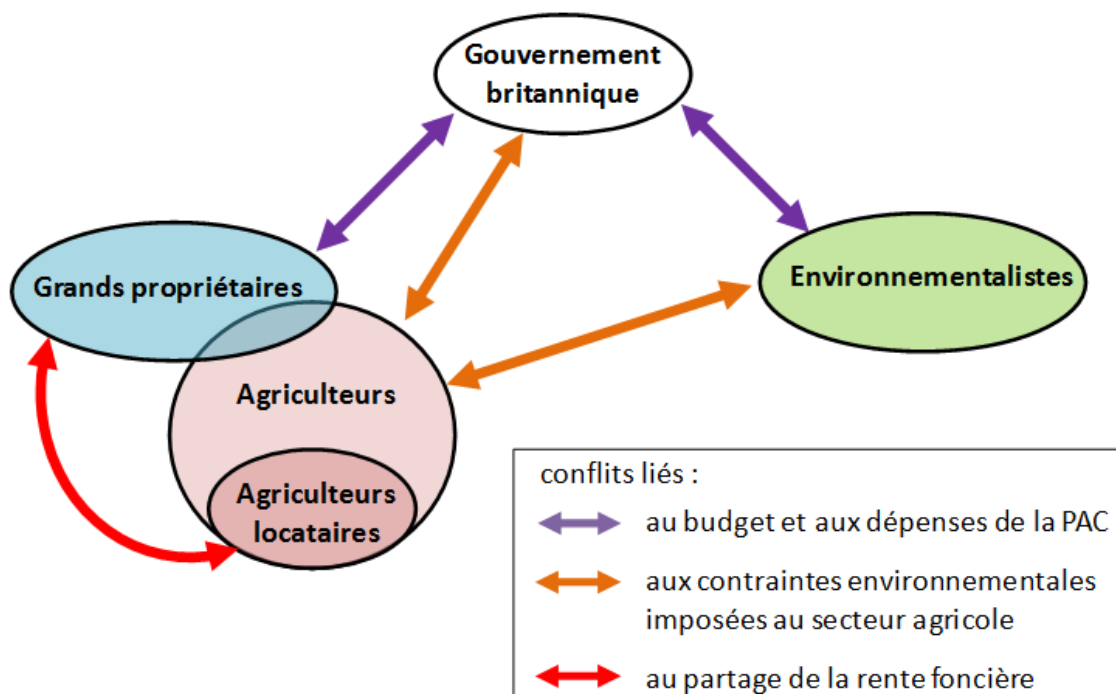 Gouvernement
britannique
Grands propriétaires
Environnementalistes
Agriculteurs
Agriculteurs
locataires
conflits liés :
au budget et aux dépenses de la PAC
aux contraintes environnementales
imposées au secteur agricole
au partage de la rente foncière